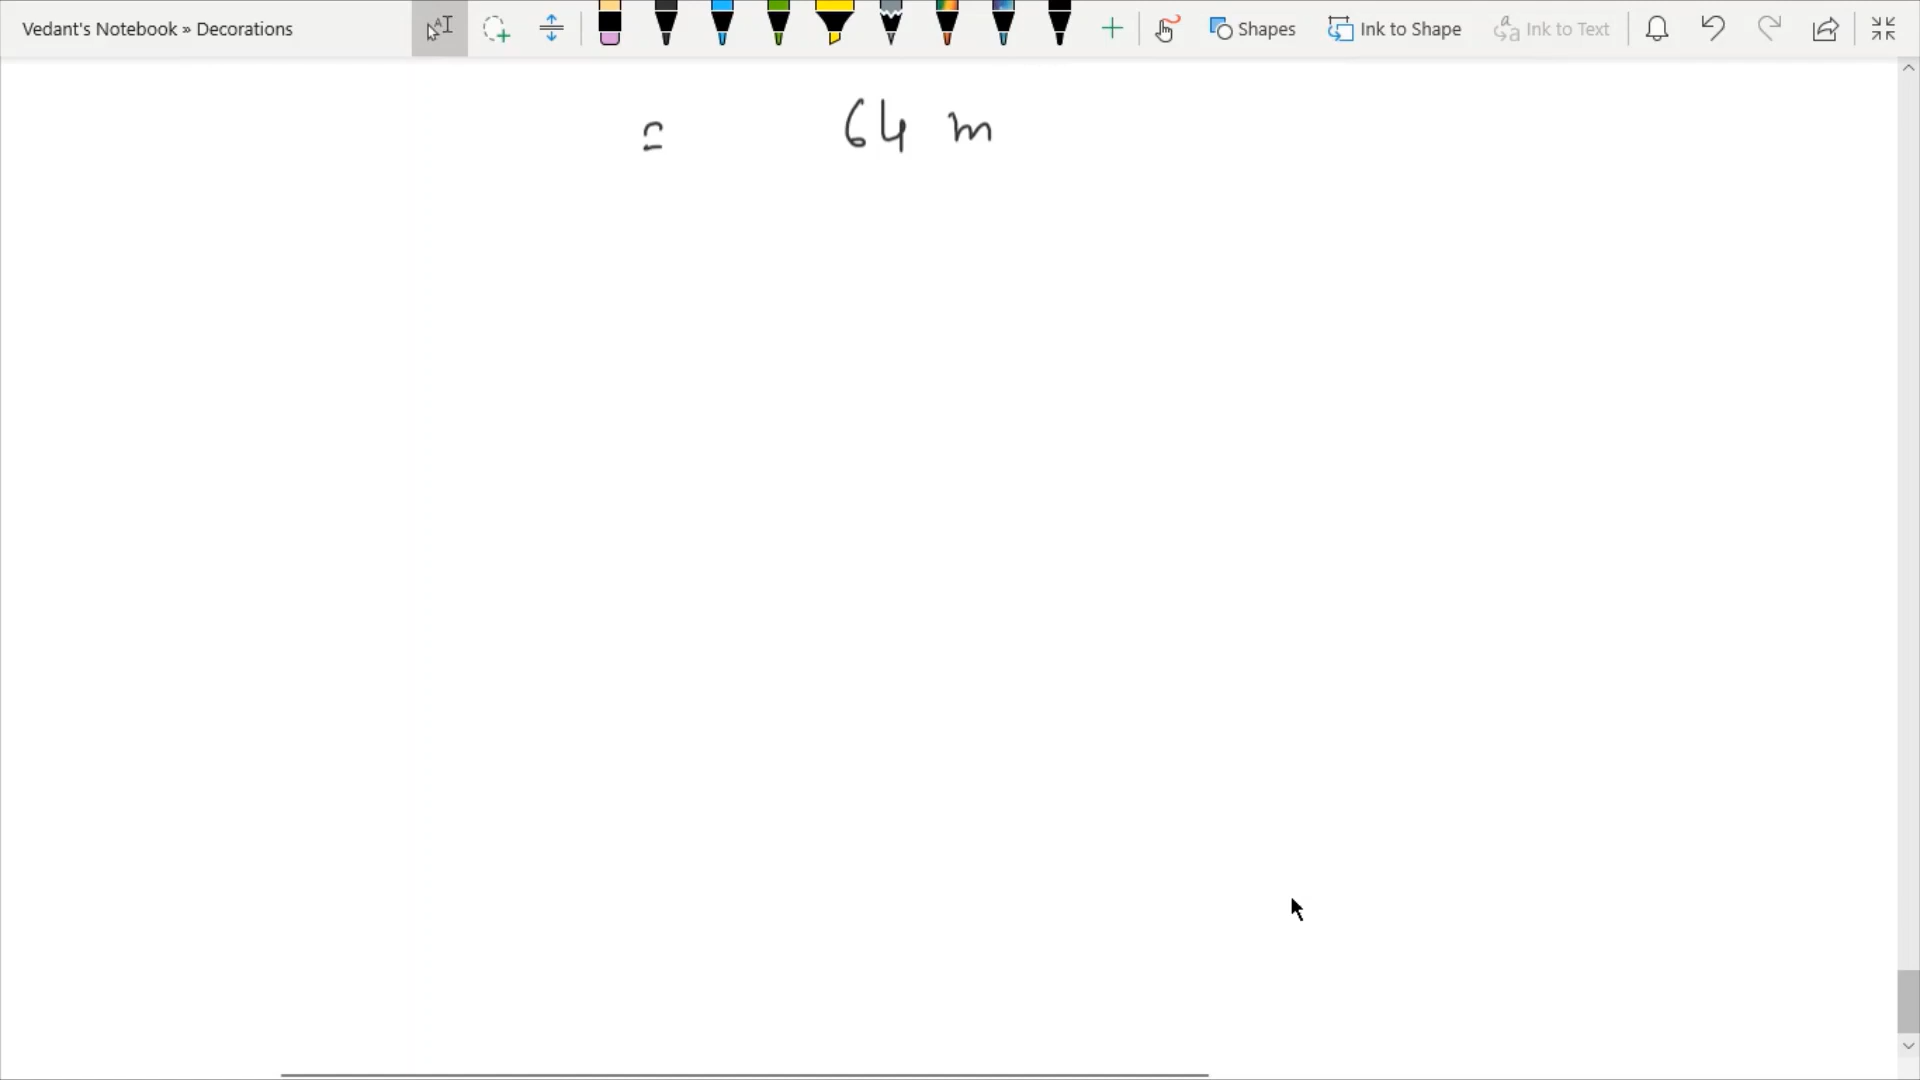 Vedant's Notebook » Decorations Shapes Ink to Shape Ink to Text
= 64 m